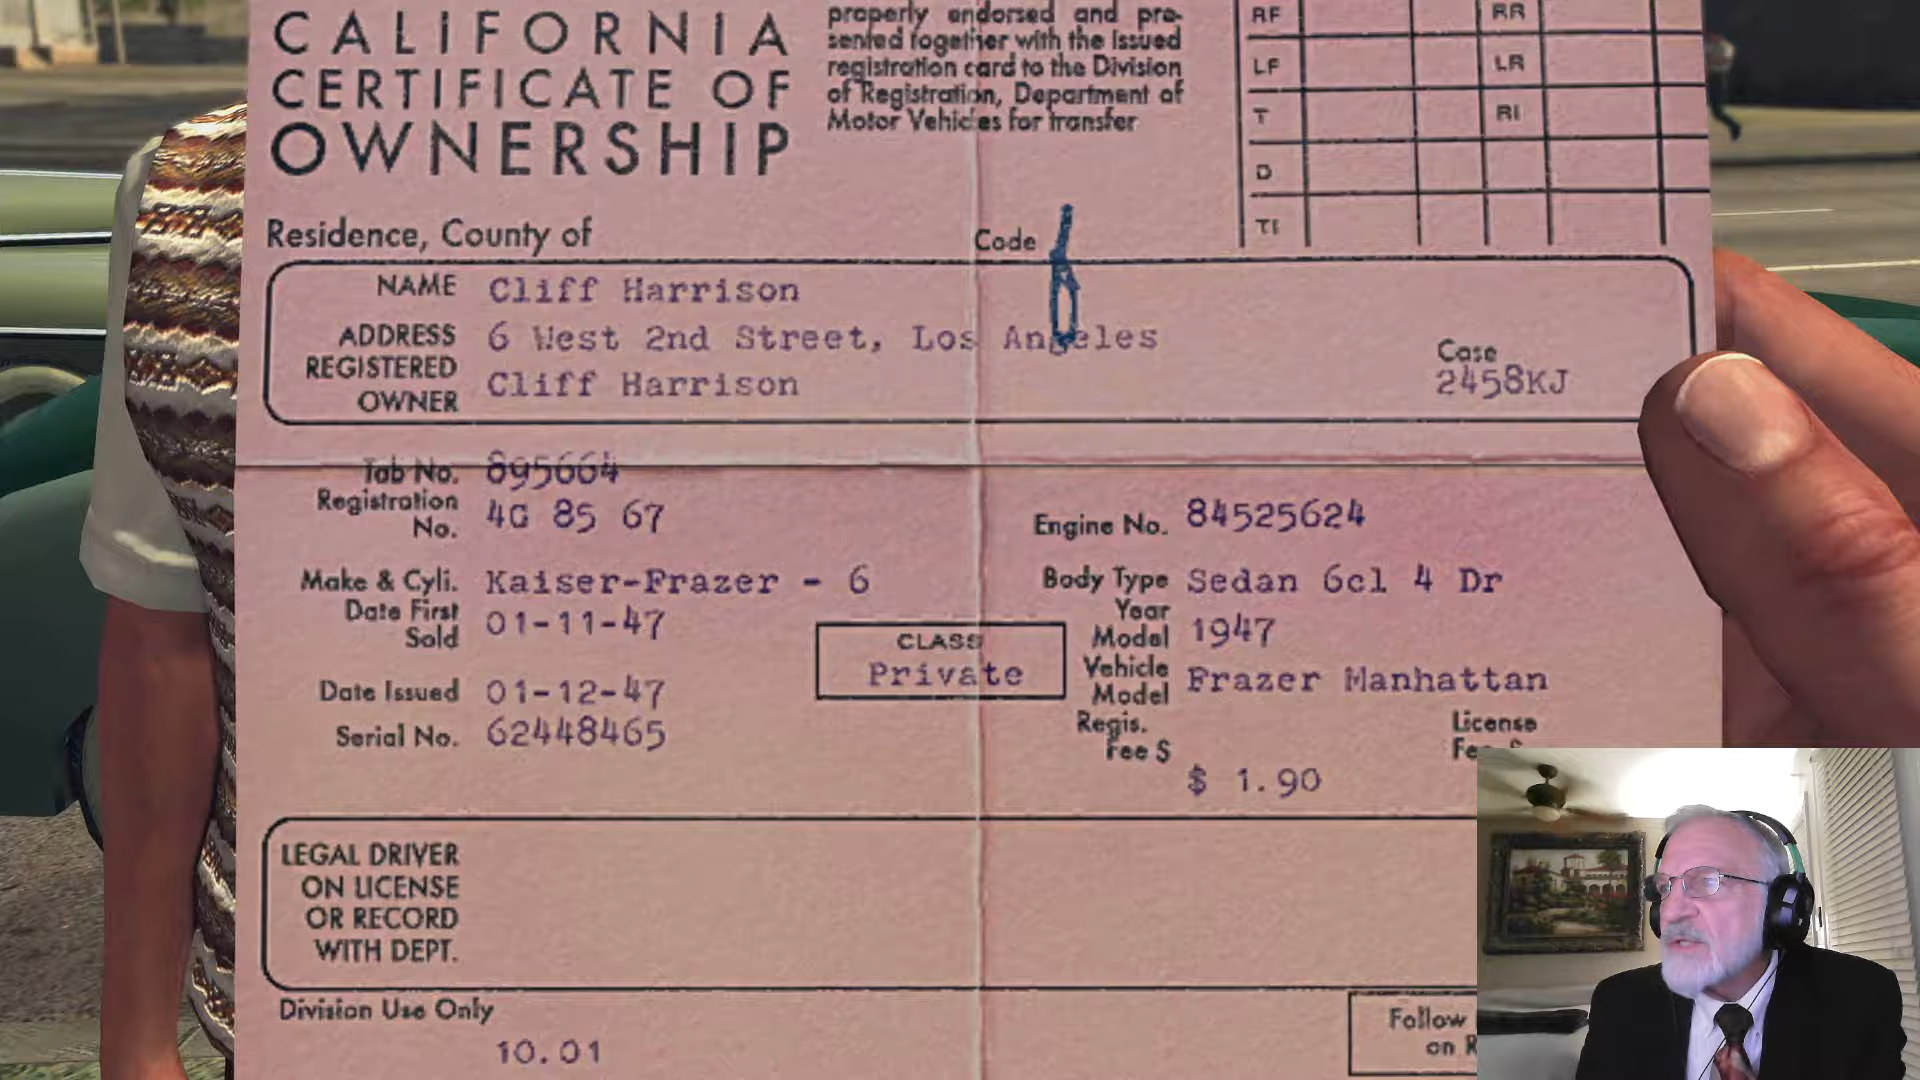 CALIFORNIA
CERTIFICATE OF
OWNERSHIP
properly endorsed and pre-
sented together with the issued
registration card to the Division
of Registration, Department of
Motor Vehicles for transfer
RF RR
LF LR
T RI
D
TI
Residence, County of
Code
NAME Cliff Harrison
ADDRESS 6 West 2nd Street, Los Angeles
REGISTERED
OWNER Cliff Harrison
Case
2458KJ
Tab No. 895664
Registration
No. 4G 85 67
Engine No. 84525624
Make & Cyli. Kaiser-Frazer - 6
Body Type Sedan 6cl 4 Dr
Date First
Sold 01-11-47
Year
Model 1947
CLASS
Private
Date Issued 01-12-47
Vehicle
Model Frazer Manhattan
Serial No. 62448465
Regis.
Fee $
$ 1.90
License
LEGAL DRIVER
ON LICENSE
OR RECORD
WITH DEPT.
Division Use Only
10.01
Follow
on